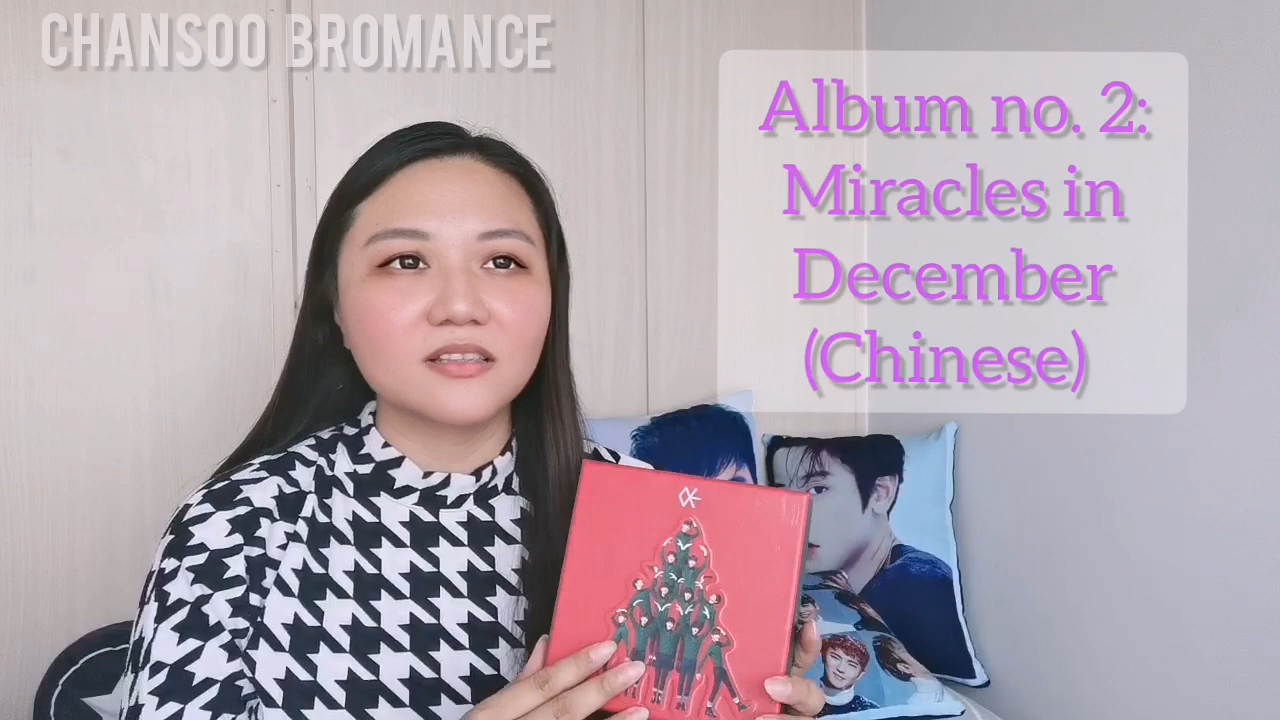 CHANSOO BROMANCE
Album no. 2:
Miracles in
December
(Chinese)